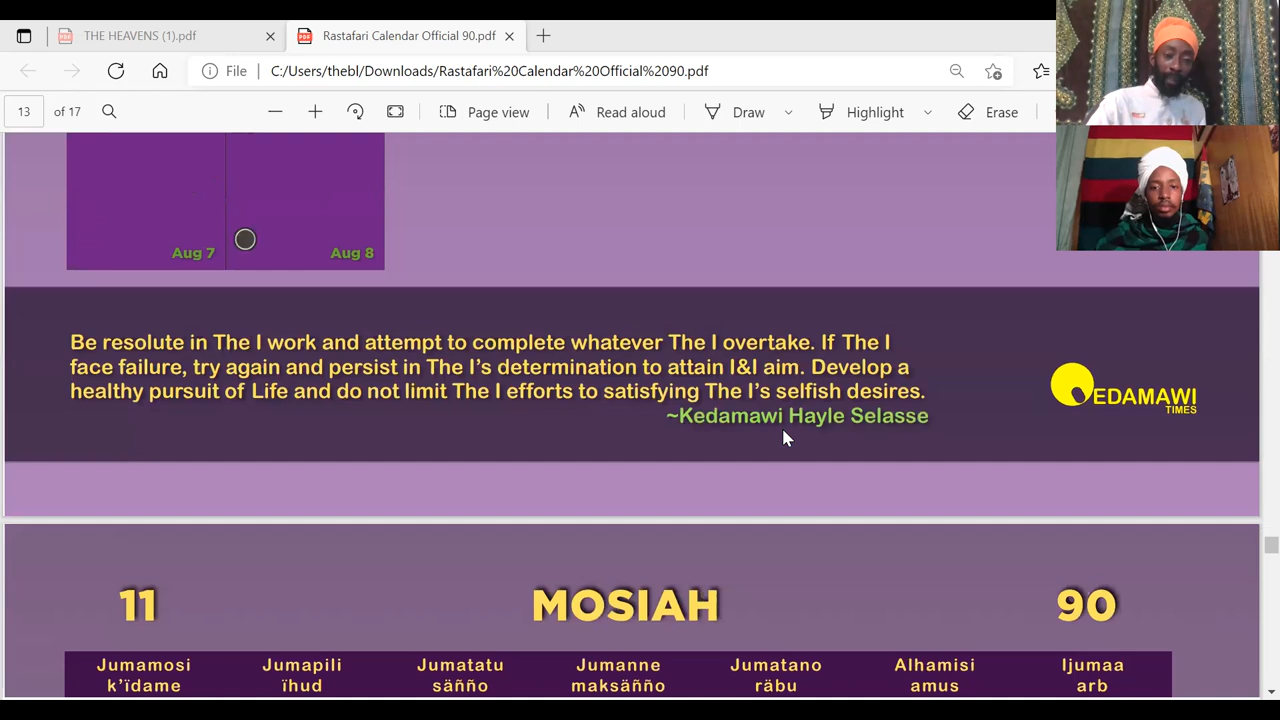 THE HEAVENS (1).pdf
Rastafari Calendar Official 90.pdf
File
C:/Users/thebl/Downloads/Rastafari%20Calendar%20Official%2090.pdf
13 of 17
Page view
Read aloud
Draw
Highlight
Erase
Aug 7
Aug 8
Be resolute in The I work and attempt to complete whatever The I overtake. If The I
face failure, try again and persist in The I's determination to attain I&I aim. Develop a
healthy pursuit of Life and do not limit The I efforts to satisfying The I's selfish desires.
~Kedamawi Hayle Selasse
EDAMAWI
TIMES
11 MOSIAH 90
Jumamosi Jumapili Jumatatu Jumanne Jumatano Alhamisi Ijumaa
k'ïdame ïhud säñño maksäñño räbu amus arb